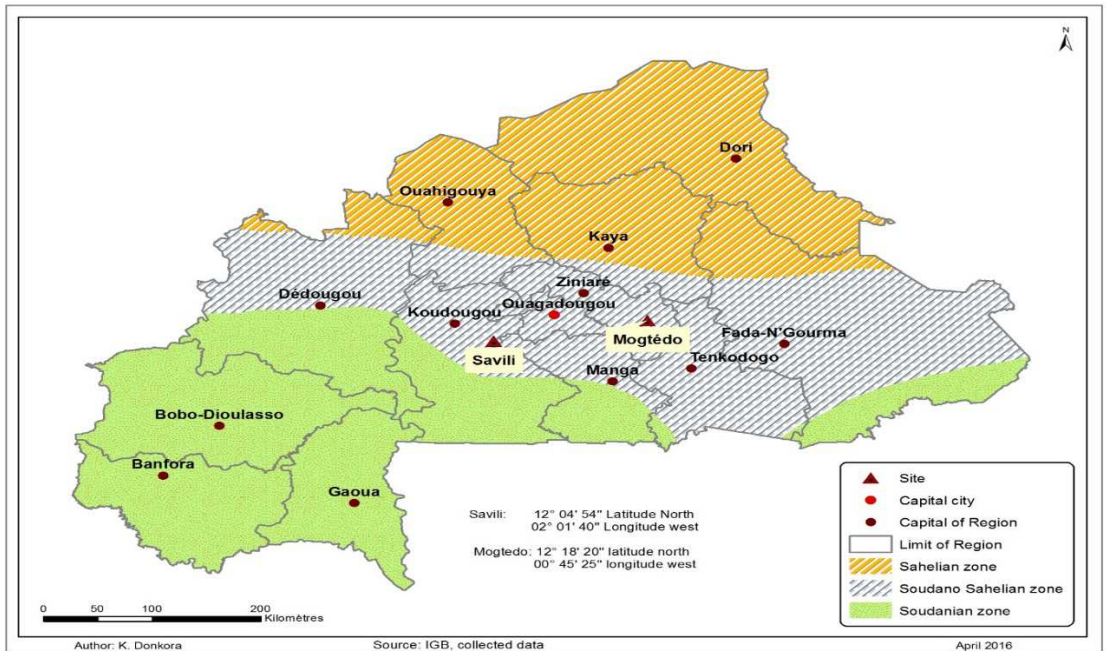 N
Dori
Ouahigouya
Kaya
Ziniaré
Dédougou
Ouagadougou
Koudougou
Mogtédo
Fada-N'Gourma
Savili
Tenkodogo
Manga
Bobo-Dioulasso
Banfora
Gaoua
Savili: 12° 04' 54" Latitude North
02° 01' 40" Longitude west
Mogtedo: 12° 18' 20" latitude north
00° 45' 25" longitude west
Site
Capital city
Capital of Region
Limit of Region
Sahelian zone
Soudano Sahelian zone
Soudanian zone
0 50 100 200
Kilomètres
Author: K. Donkora
Source: IGB, collected data
April 2016